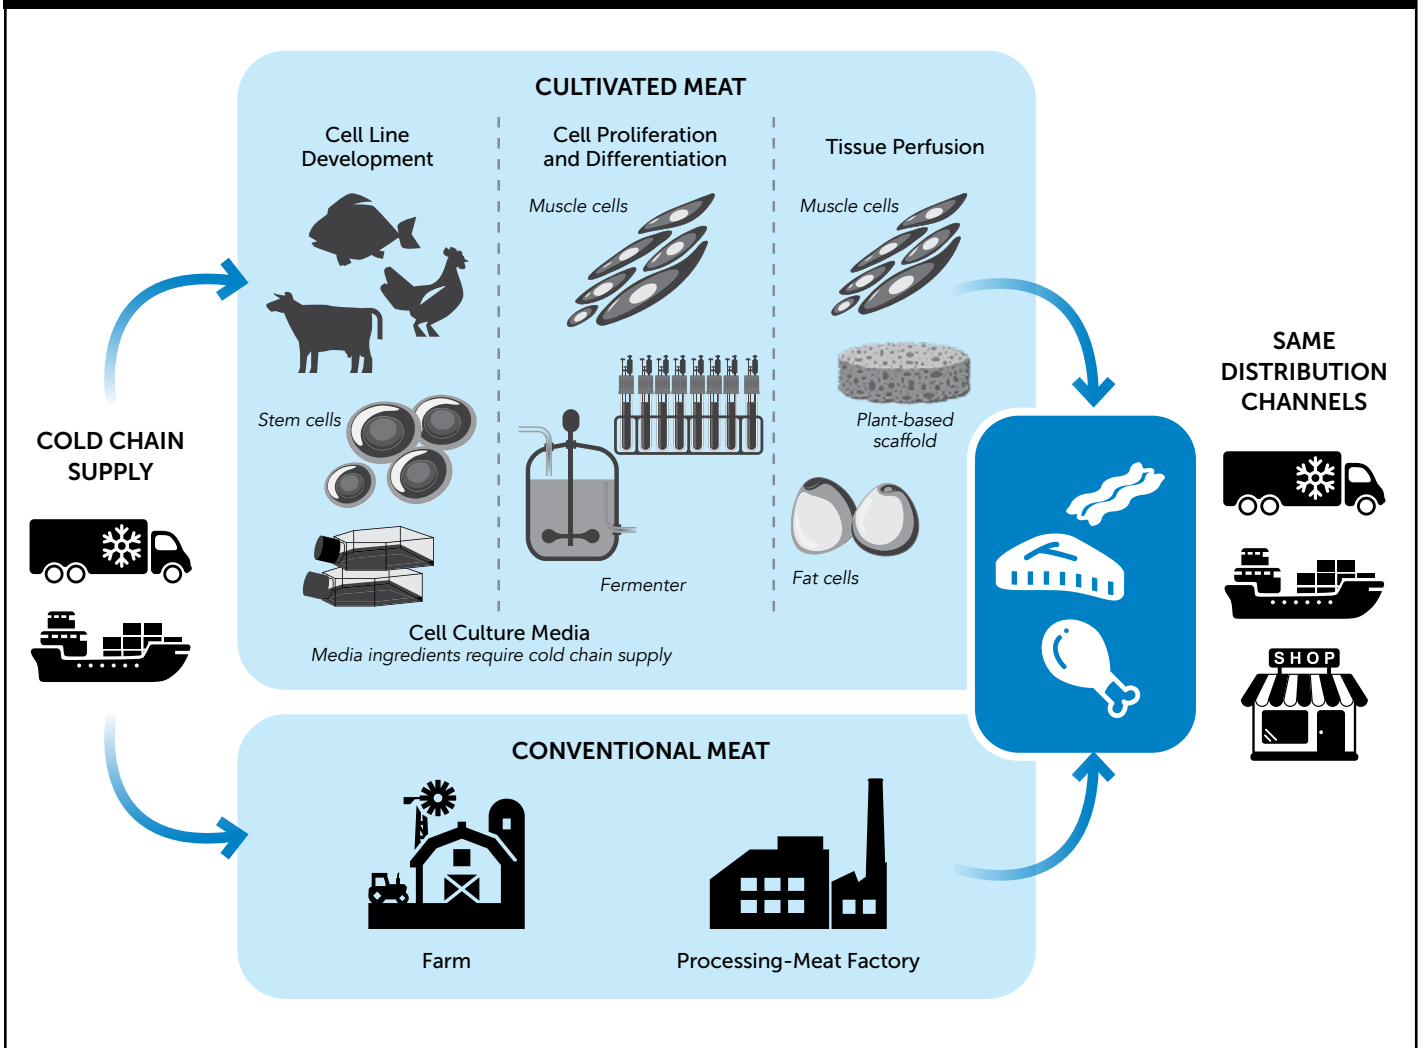 CULTIVATED MEAT
Cell Line
Development
Cell Proliferation
and Differentiation
Tissue Perfusion
Muscle cells
Muscle cells
Stem cells
Plant-based
scaffold
Fermenter
Fat cells
Cell Culture Media
Media ingredients require cold chain supply
COLD CHAIN
SUPPLY
SAME
DISTRIBUTION
CHANNELS
SHOP
CONVENTIONAL MEAT
Farm
Processing-Meat Factory